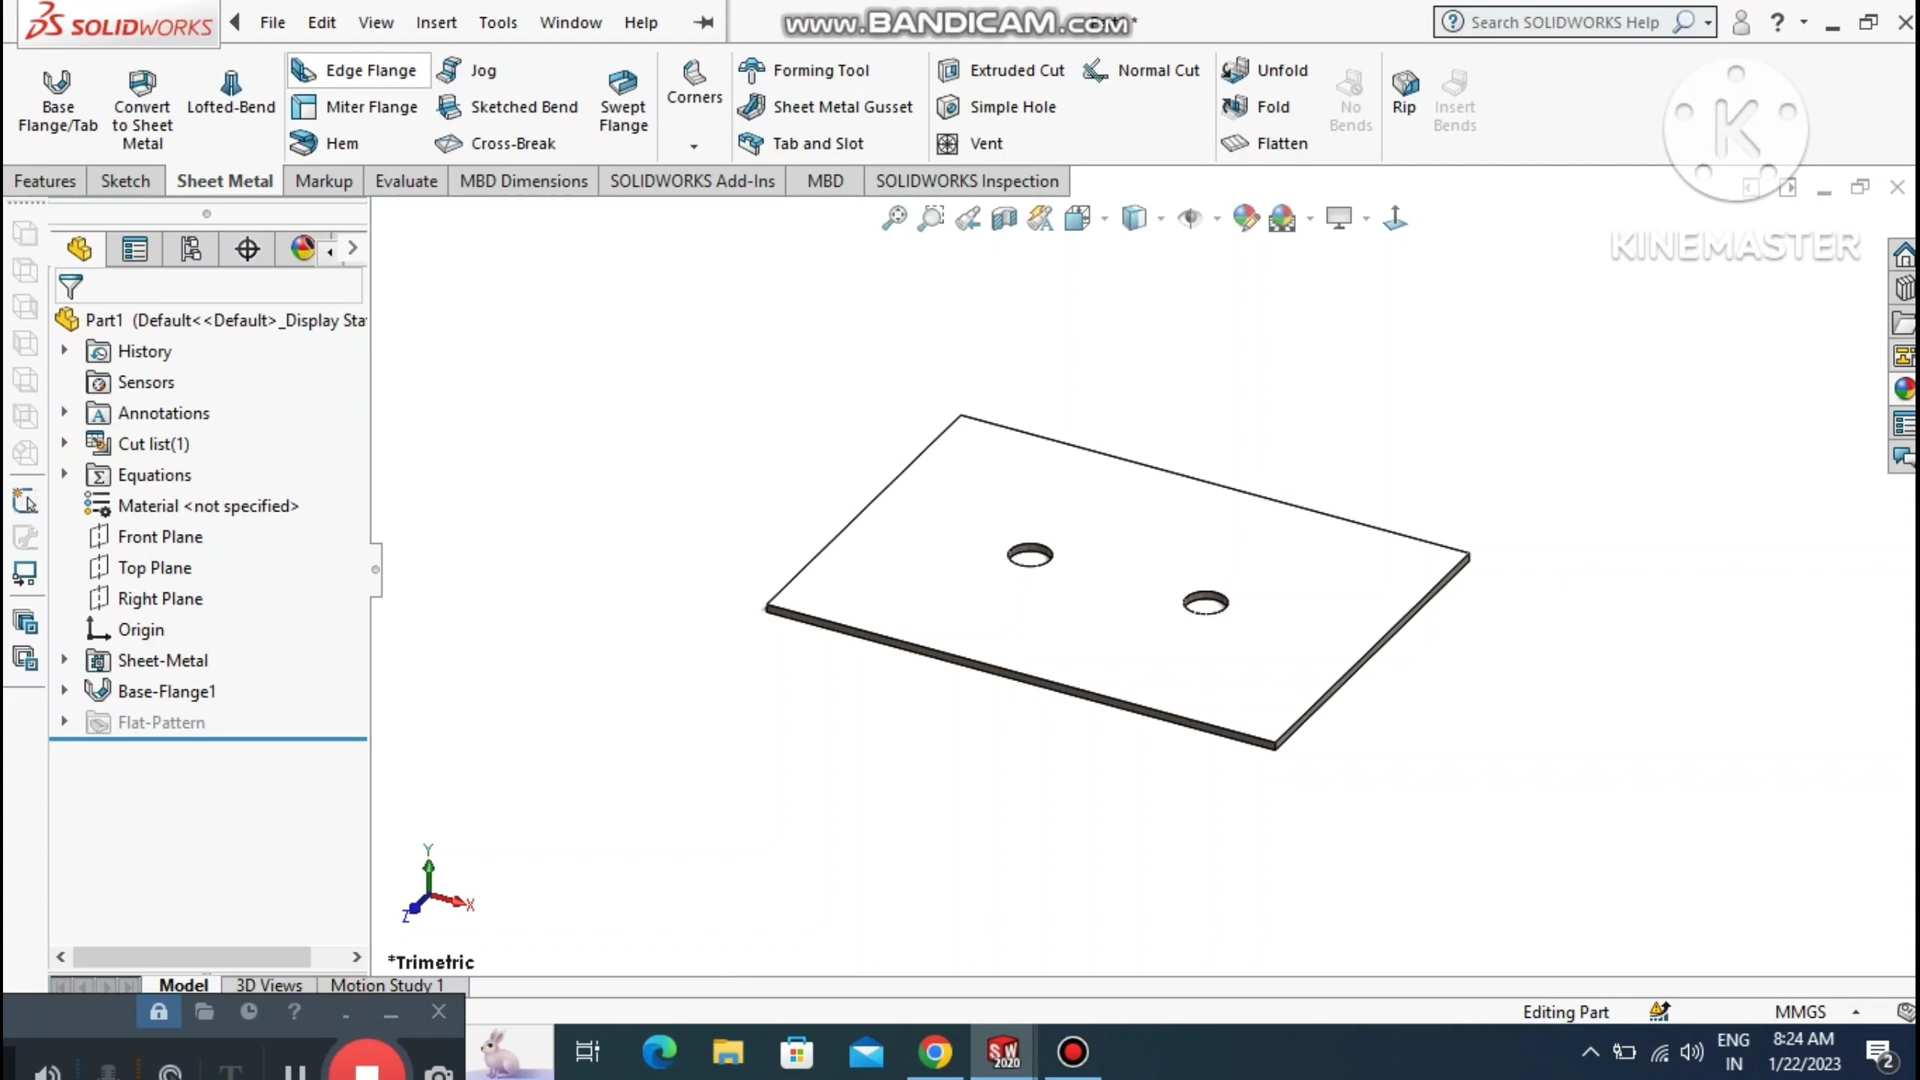 SOLIDWORKS File Edit View Insert Tools Window Help www.BANDICAM.com * Search SOLIDWORKS Help ?
Edge Flange Jog Forming Tool Extruded Cut Normal Cut Unfold
Base Flange/Tab Convert to Sheet Metal Lofted-Bend Miter Flange Sketched Bend Swept Flange Corners Sheet Metal Gusset Simple Hole Fold No Bends Rip Insert Bends
Hem Cross-Break Tab and Slot Vent Flatten
K
KINEMASTER
Features Sketch Sheet Metal Markup Evaluate MBD Dimensions SOLIDWORKS Add-Ins MBD SOLIDWORKS Inspection
Part1 (Default<<Default>_Display Sta
History
Sensors
Annotations
Cut list(1)
Equations
Material <not specified>
Front Plane
Top Plane
Right Plane
Origin
Sheet-Metal
Base-Flange1
Flat-Pattern
Y
X
Z
*Trimetric
Model 3D Views Motion Study 1
Editing Part MMGS
SW 2020
ENG
IN
8:24 AM
1/22/2023
2